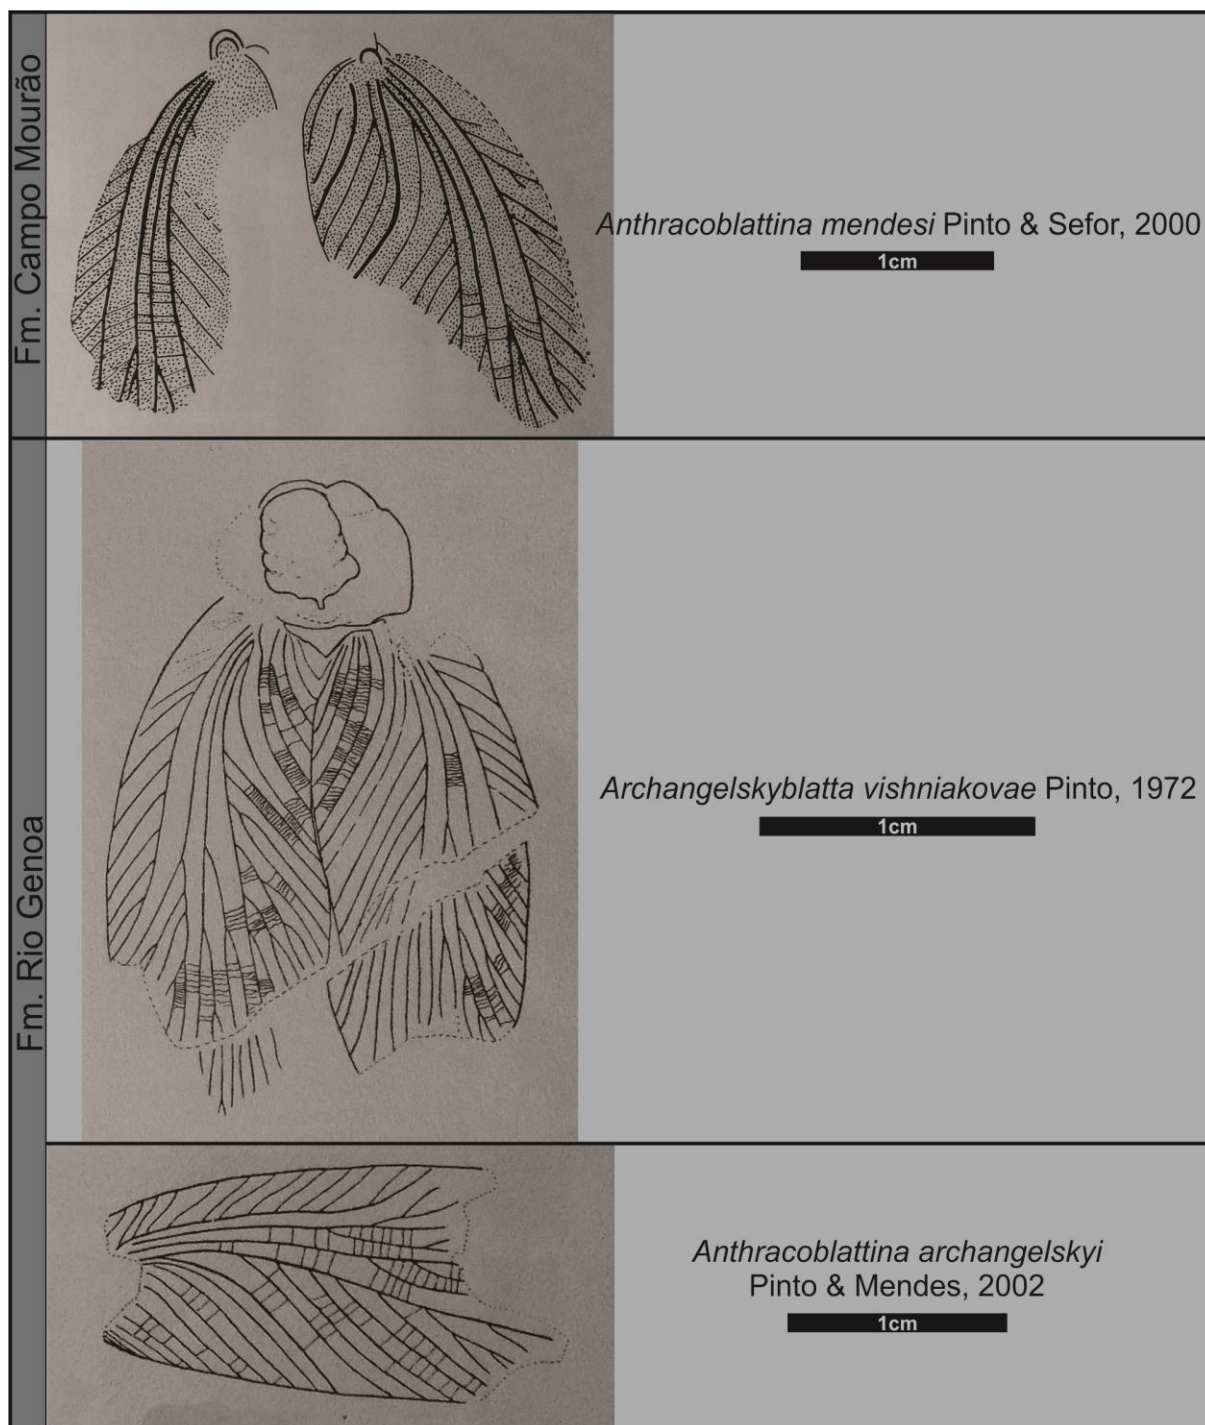 Fm. Campo Mourão
Anthracoblattina mendesi Pinto & Sefor, 2000
1cm
Fm. Rio Genoa
Archangelskyblatta vishniakovae Pinto, 1972
1cm
Anthracoblattina archangelskyi
Pinto & Mendes, 2002
1cm